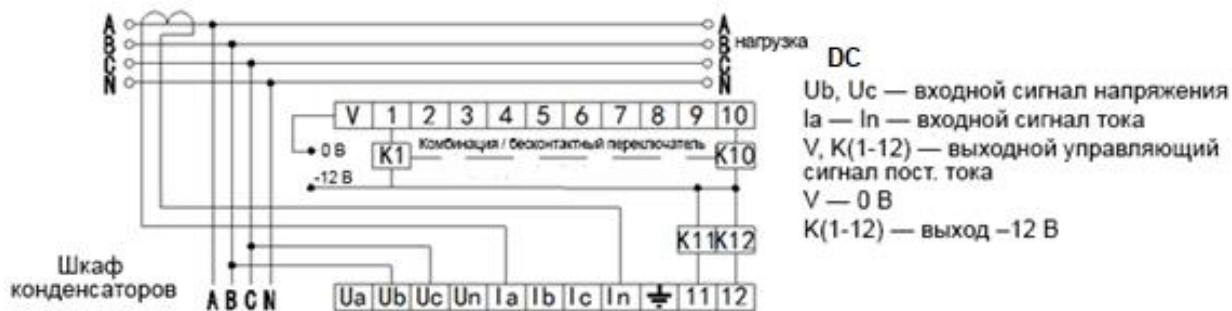 A A
B B нагрузка
C C
N N
DC
Ub, Uc — входной сигнал напряжения
Ia — In — входной сигнал тока
V, K(1-12) — выходной управляющий
сигнал пост. тока
V — 0 В
K(1-12) — выход –12 В
V 1 2 3 4 5 6 7 8 9 10
K1 Комбинация / бесконтактный переключатель K10
0 В
-12 В
K11 K12
Шкаф
конденсаторов
A B C N
Ua Ub Uc Un Ia Ib Ic In 11 12